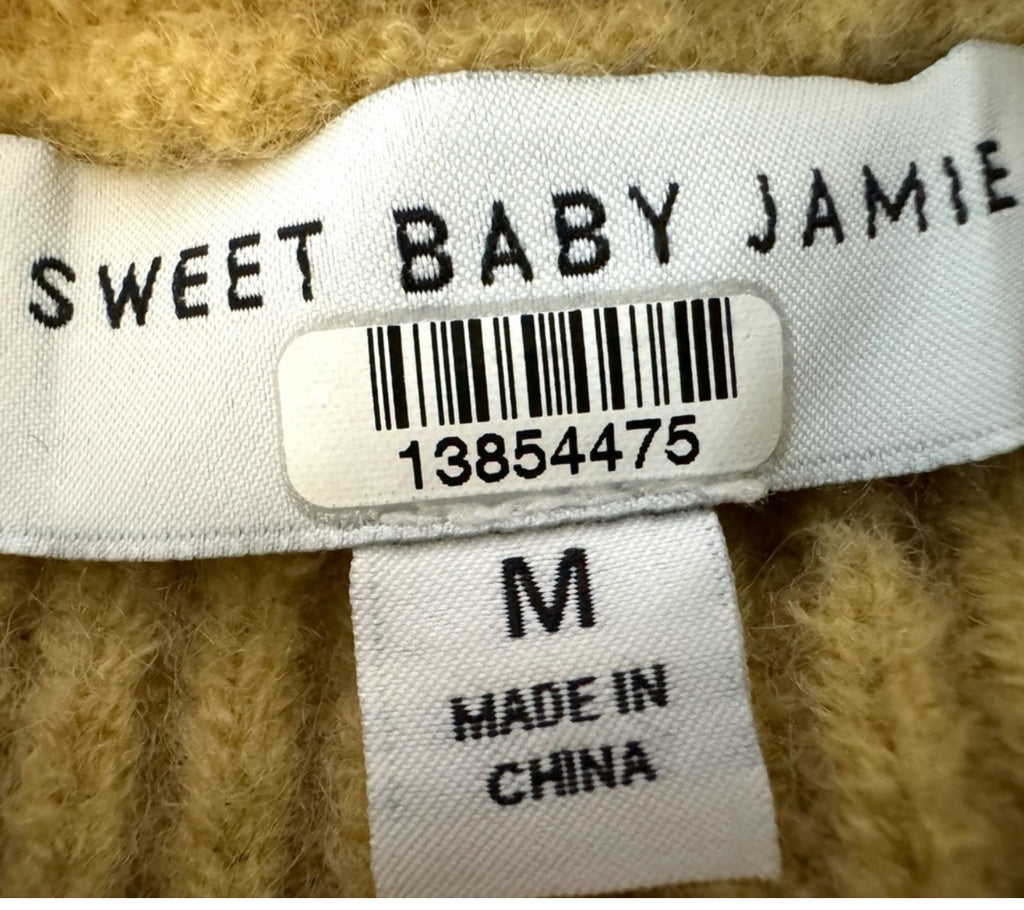 SWEET BABY JAMIE
13854475
M
MADE IN
CHINA